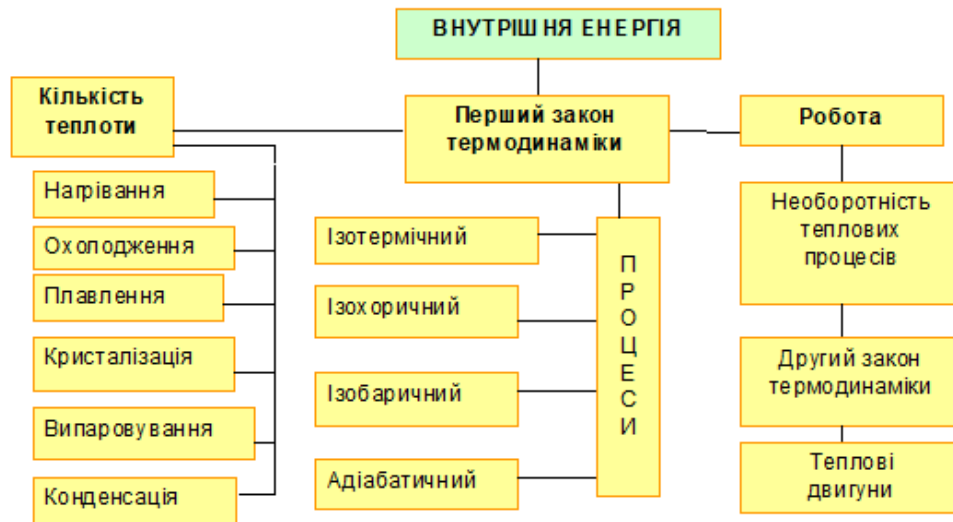 ВНУТРІШНЯ ЕНЕРГІЯ
Кількість
теплоти
Перший закон
термодинаміки
Робота
Нагрівання
Охолодження
Плавлення
Кристалізація
Випаровування
Конденсація
Ізотермічний
Ізохоричний
Ізобаричний
Адіабатичний
П
Р
О
Ц
Е
С
И
Необоротність
теплових
процесів
Другий закон
термодинаміки
Теплові
двигуни